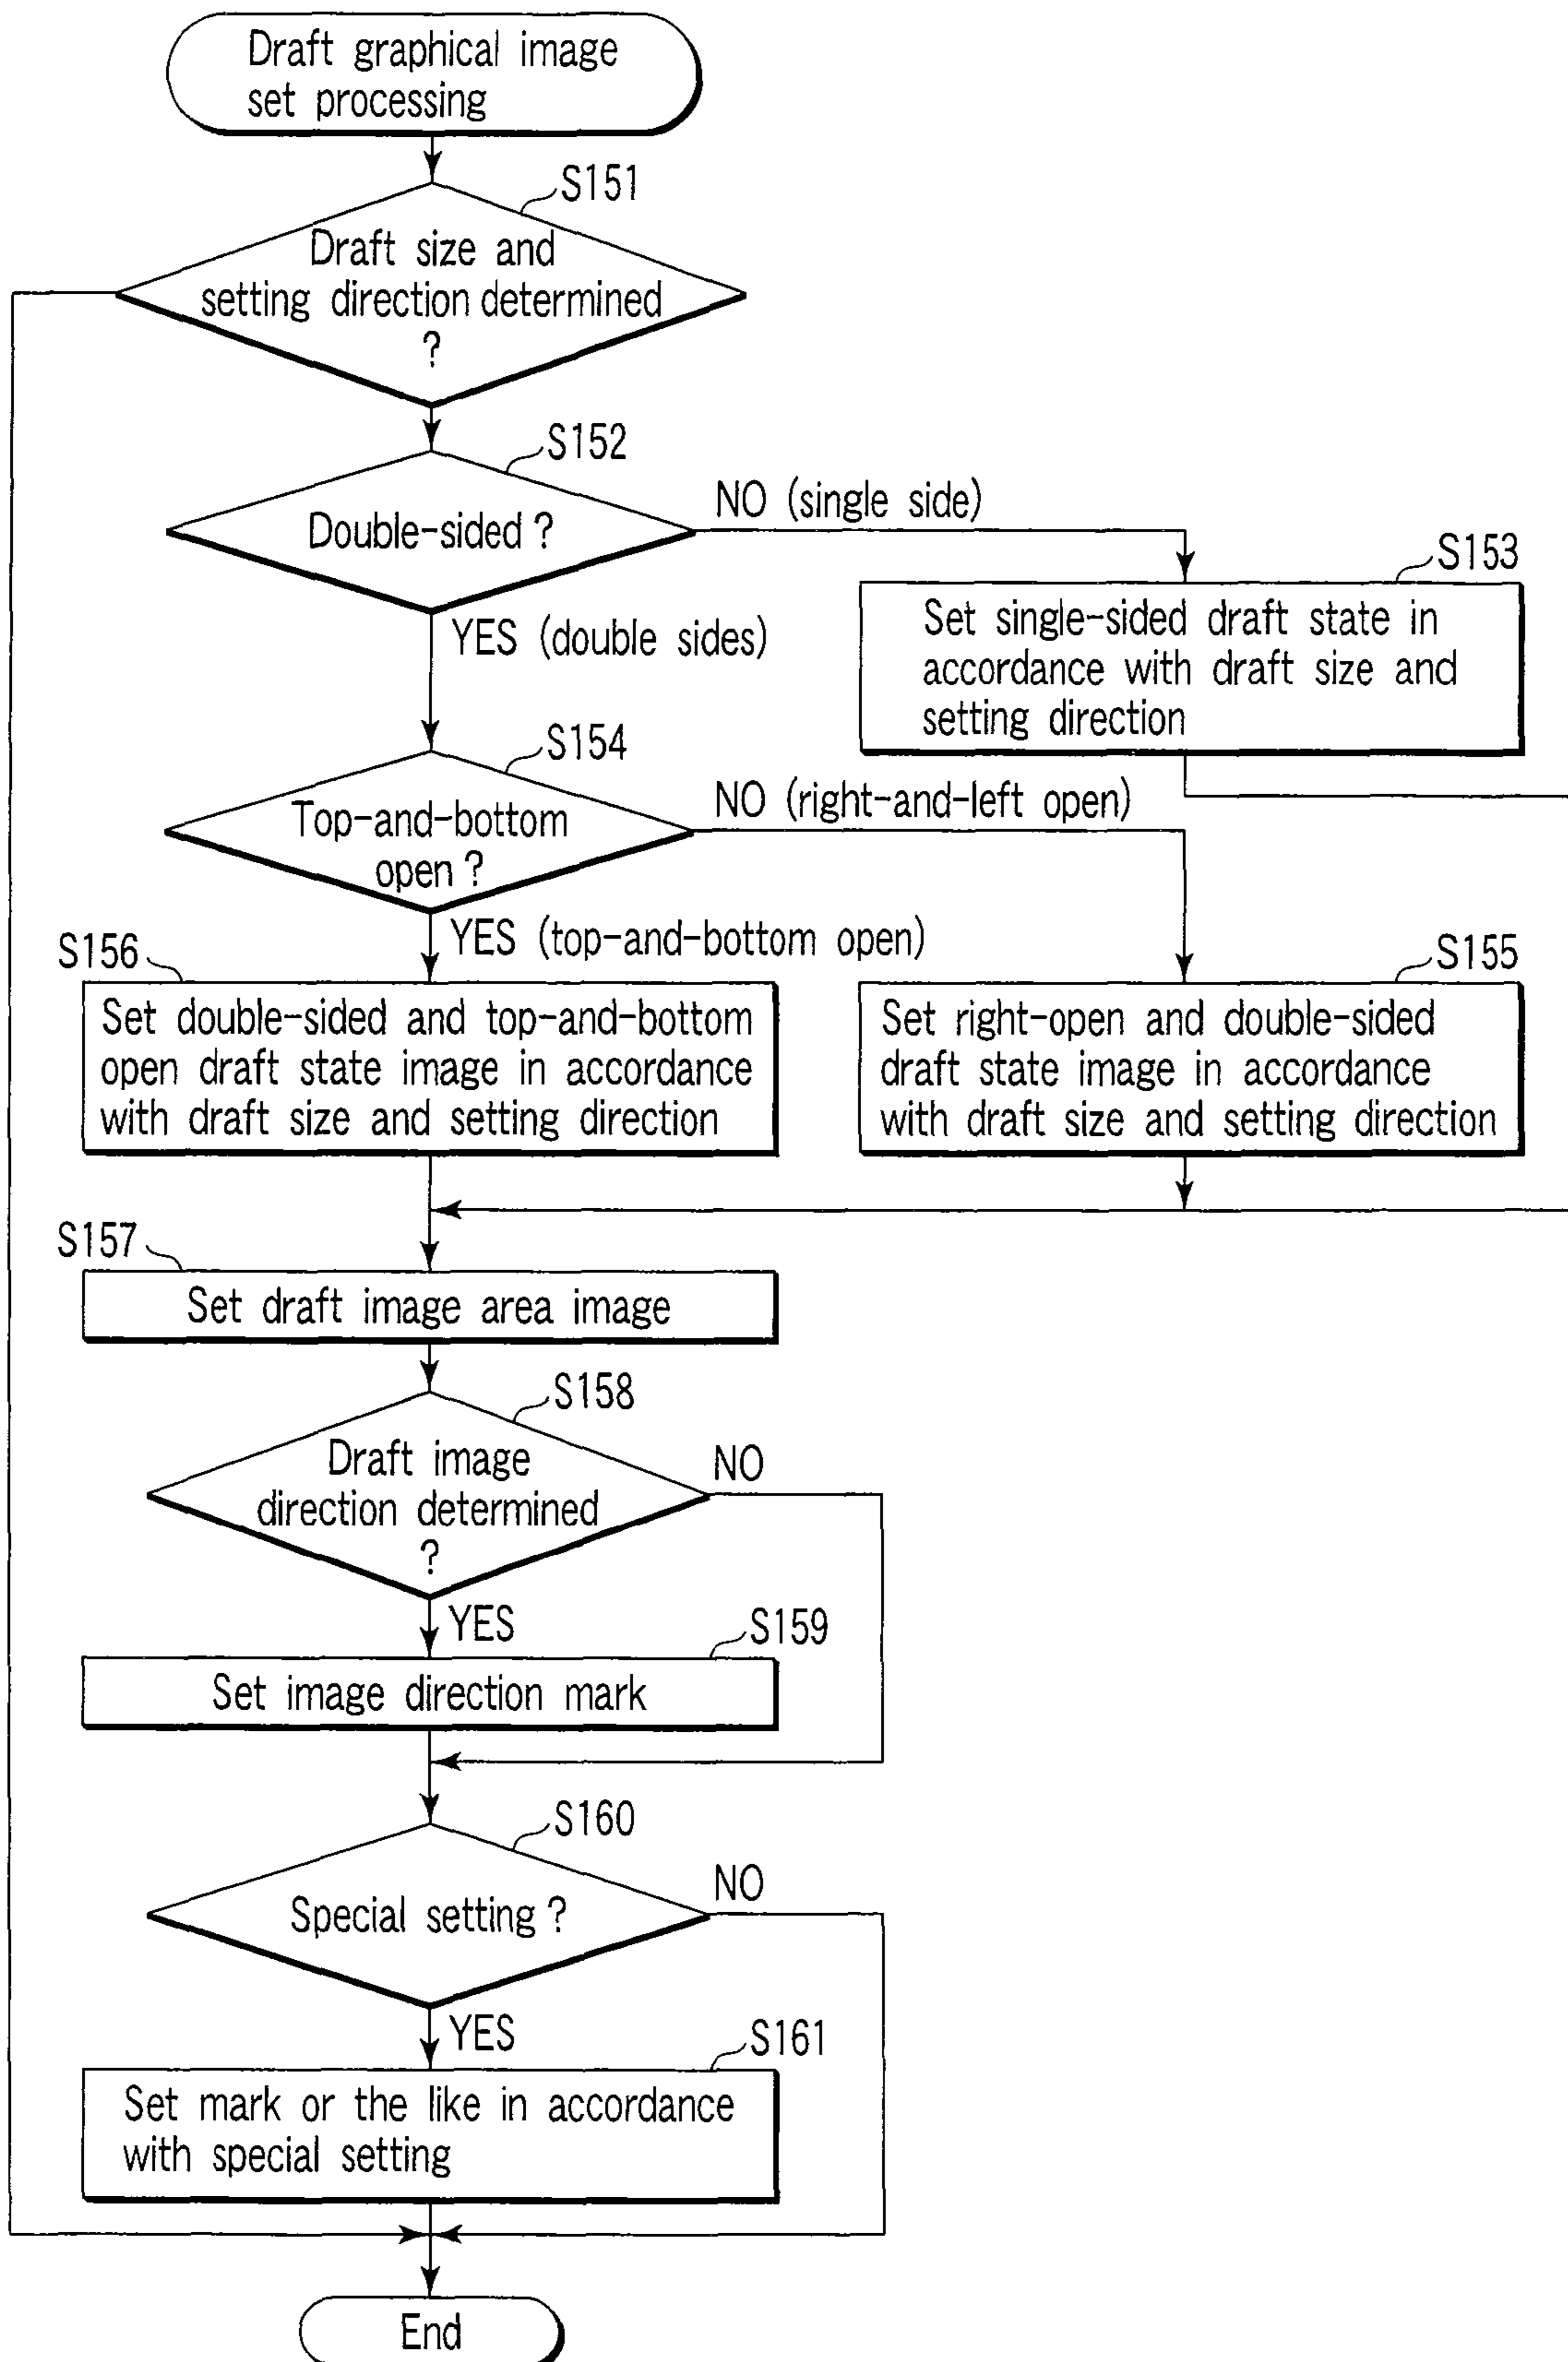 Draft graphical image
set processing
S151
Draft size and
setting direction determined
?
S152
Double-sided ?
NO (single side)
YES (double sides)
S153
Set single-sided draft state in
accordance with draft size and
setting direction
S154
Top-and-bottom
open ?
NO (right-and-left open)
YES (top-and-bottom open)
S156
Set double-sided and top-and-bottom
open draft state image in accordance
with draft size and setting direction
S155
Set right-open and double-sided
draft state image in accordance
with draft size and setting direction
S157
Set draft image area image
S158
Draft image
direction determined
?
NO
YES
S159
Set image direction mark
S160
Special setting ?
NO
YES
S161
Set mark or the like in accordance
with special setting
End